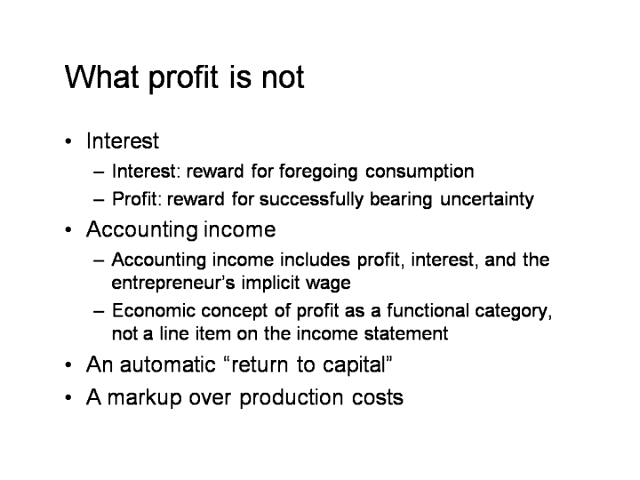 What profit is not
• Interest
– Interest: reward for foregoing consumption
– Profit: reward for successfully bearing uncertainty
• Accounting income
– Accounting income includes profit, interest, and the
entrepreneur’s implicit wage
– Economic concept of profit as a functional category,
not a line item on the income statement
• An automatic “return to capital”
• A markup over production costs